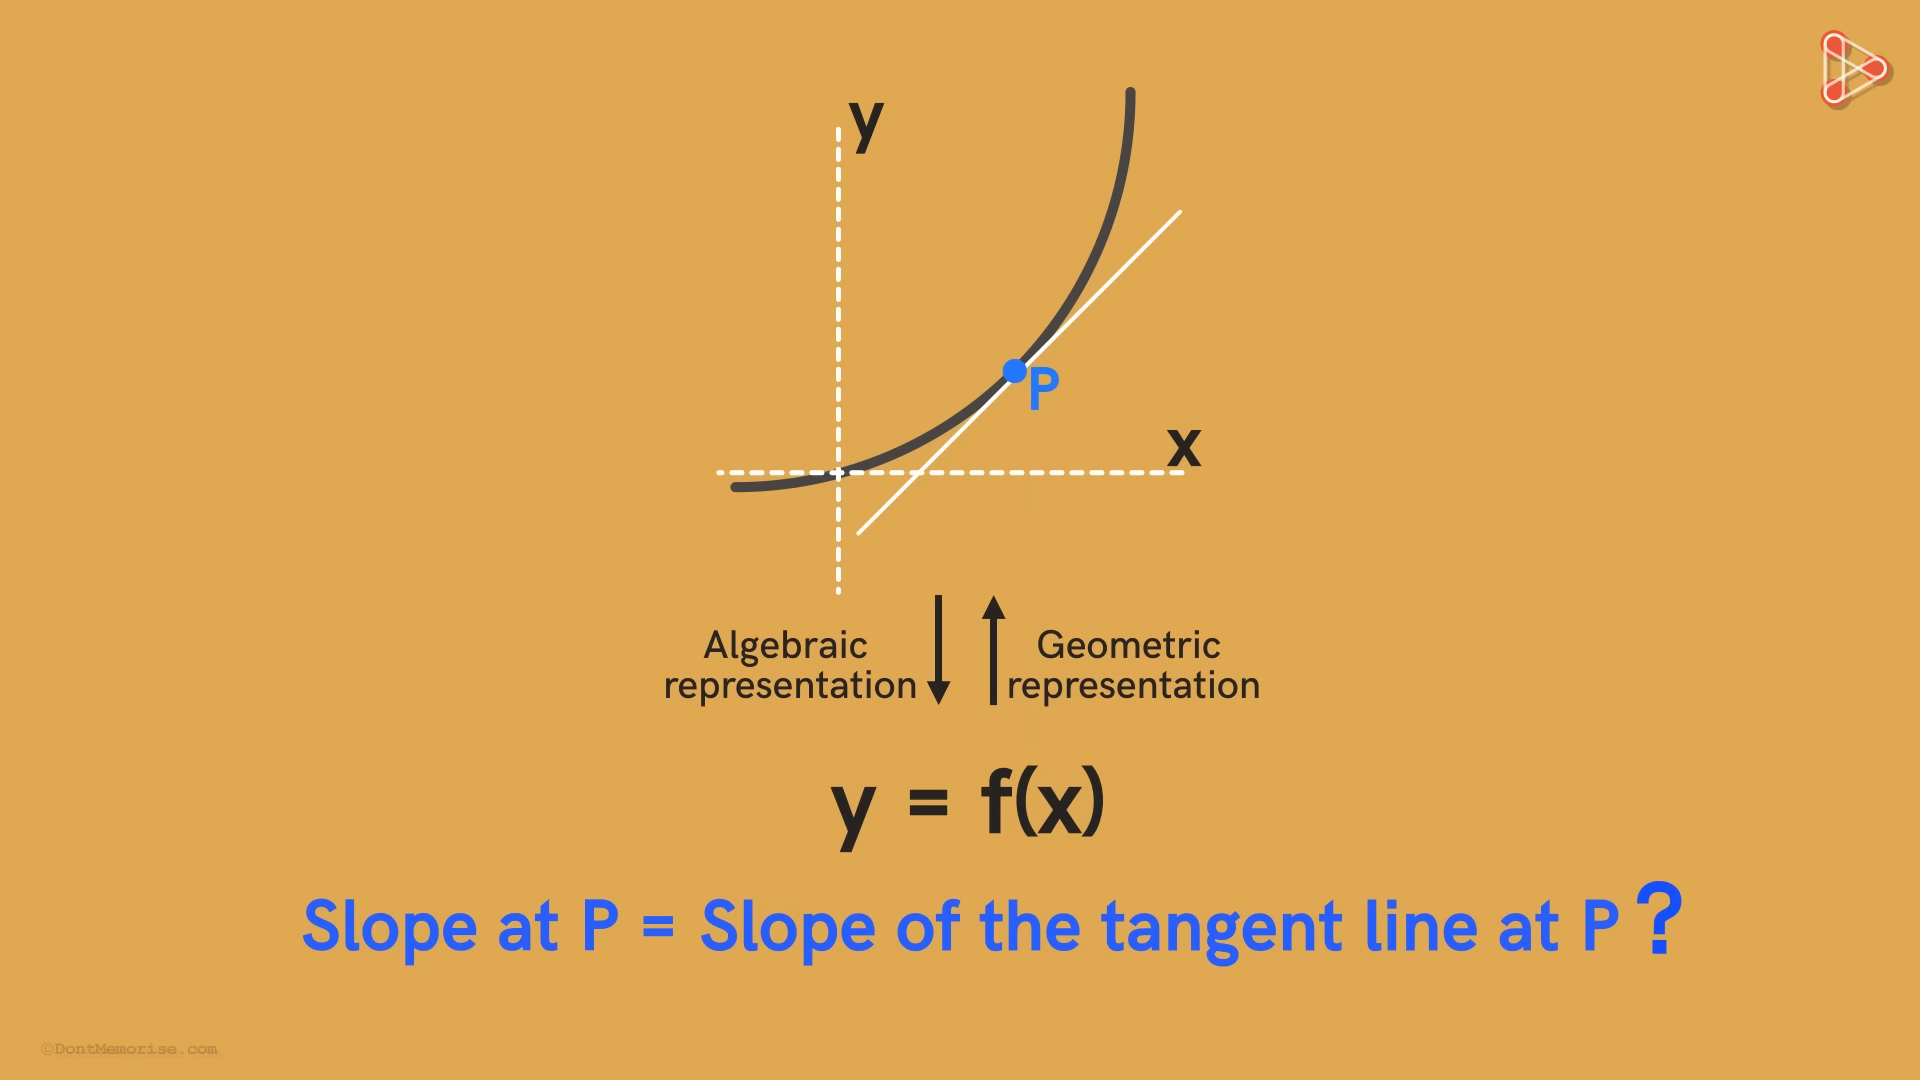 y
P
x
Algebraic
representation
Geometric
representation
y = f(x)
Slope at P = Slope of the tangent line at P ?
©DontMemorise.com